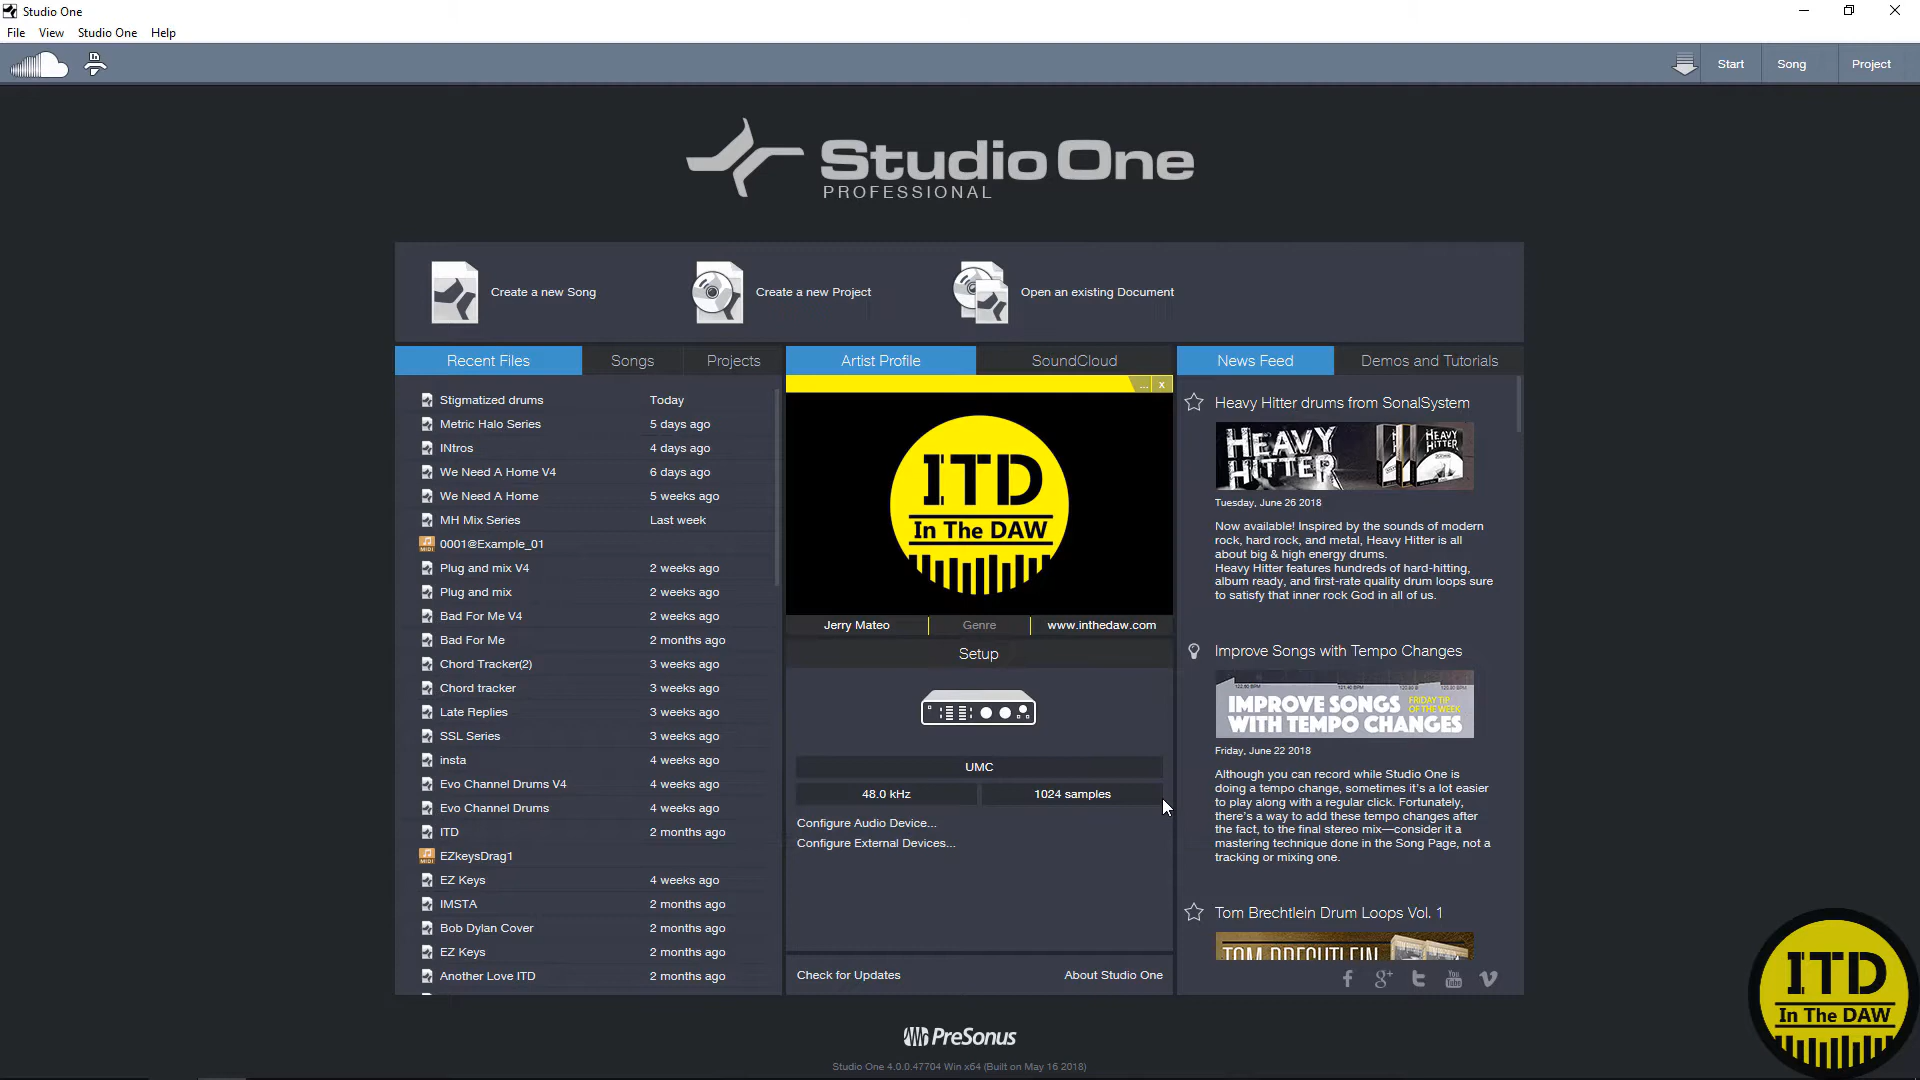 Studio One
File View Studio One Help
Start Song Project
Studio One
PROFESSIONAL
Create a new Song
Create a new Project
Open an existing Document
Recent Files Songs Projects
Stigmatized drums Today
Metric Halo Series 5 days ago
INtros 4 days ago
We Need A Home V4 6 days ago
We Need A Home 5 weeks ago
MH Mix Series Last week
0001@Example_01
Plug and mix V4 2 weeks ago
Plug and mix 2 weeks ago
Bad For Me V4 2 weeks ago
Bad For Me 2 months ago
Chord Tracker(2) 3 weeks ago
Chord tracker 3 weeks ago
Late Replies 3 weeks ago
SSL Series 3 weeks ago
insta 4 weeks ago
Evo Channel Drums V4 4 weeks ago
Evo Channel Drums 4 weeks ago
ITD 2 months ago
EZkeysDrag1
EZ Keys 4 weeks ago
IMSTA 2 months ago
Bob Dylan Cover 2 months ago
EZ Keys 2 months ago
Another Love ITD 2 months ago
Artist Profile SoundCloud
... x
ITD
In The DAW
Jerry Mateo Genre www.inthedaw.com
Setup
UMC
48.0 kHz 1024 samples
Configure Audio Device...
Configure External Devices...
Check for Updates About Studio One
News Feed Demos and Tutorials
Heavy Hitter drums from SonalSystem
HEAVY
HITTER
Tuesday, June 26 2018
Now available! Inspired by the sounds of modern
rock, hard rock, and metal, Heavy Hitter is all
about big & high energy drums.
Heavy Hitter features hundreds of hard-hitting,
album ready, and first-rate quality drum loops sure
to satisfy that inner rock God in all of us.
Improve Songs with Tempo Changes
IMPROVE SONGS FRIDAY TIP OF THE WEEK
WITH TEMPO CHANGES
Friday, June 22 2018
Although you can record while Studio One is
doing a tempo change, sometimes it's a lot easier
to play along with a regular click. Fortunately,
there's a way to add these tempo changes after
the fact, to the final stereo mix—consider it a
mastering technique done in the Song Page, not a
tracking or mixing one.
Tom Brechtlein Drum Loops Vol. 1
TOM BRECHTLEIN
PreSonus
Studio One 4.0.0.47704 Win x64 (Built on May 16 2018)
ITD
In The DAW